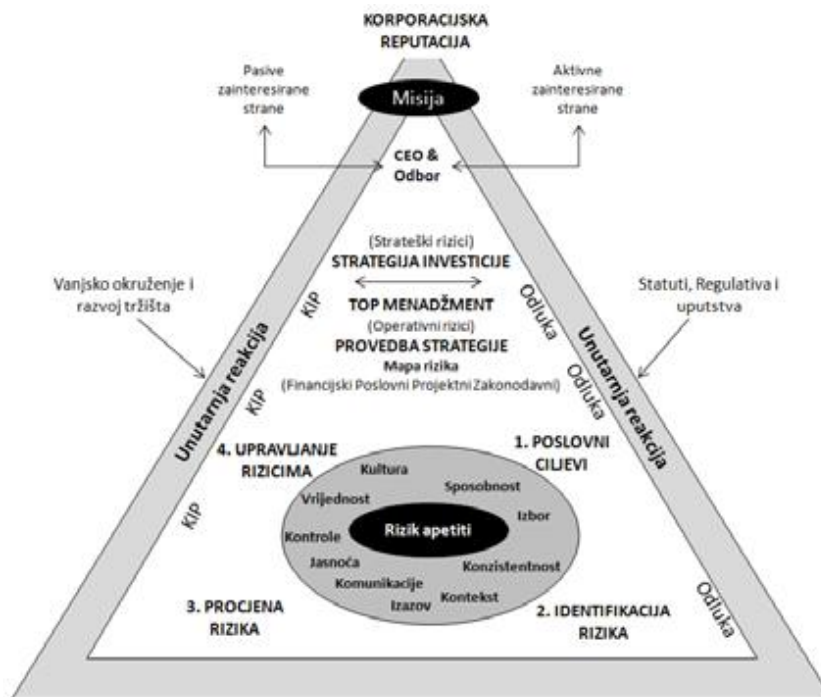 KORPORACIJSKA
REPUTACIJA
Pasive
zainteresirane
strane
Aktivne
zainteresirane
strane
Misija
CEO &
Odbor
(Strateški rizici)
STRATEGIJA INVESTICIJE
Vanjsko okruženje i
razvoj tržišta
Statuti, Regulativa i
uputstva
KIP
Odluka
TOP MENADŽMENT
(Operativni rizici)
PROVEDBA STRATEGIJE
Mapa rizika
(Financijski Poslovni Projektni Zakonodavni)
Unutarnja reakcija
Unutarnja reakcija
KIP
Odluka
4. UPRAVLJANJE
RIZICIMA
1. POSLOVNI
CILJEVI
Kultura
Sposobnost
Vrijednost
Izbor
Rizik apetiti
Kontrole
Jasnoća
Konzistentnost
Komunikacije
Kontekst
Izazov
KIP
3. PROCJENA
RIZIKA
2. IDENTIFIKACIJA
RIZIKA
Odluka